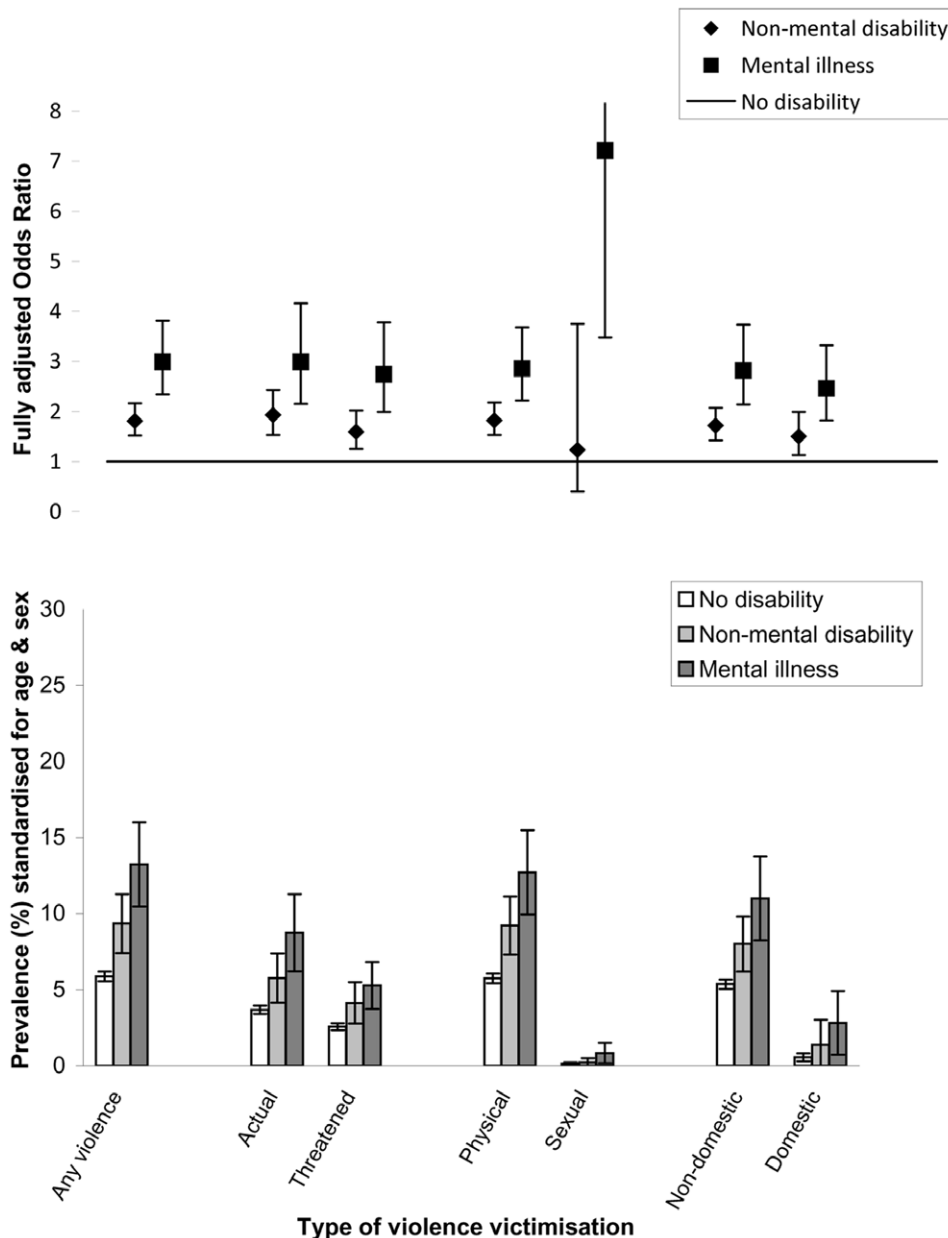 Non-mental disability
Mental illness
No disability
Fully adjusted Odds Ratio
8
7
6
5
4
3
2
1
0
Prevalence (%) standardised for age & sex
30
25
20
15
10
5
0
No disability
Non-mental disability
Mental illness
Any violence
Actual
Threatened
Physical
Sexual
Non-domestic
Domestic
Type of violence victimisation